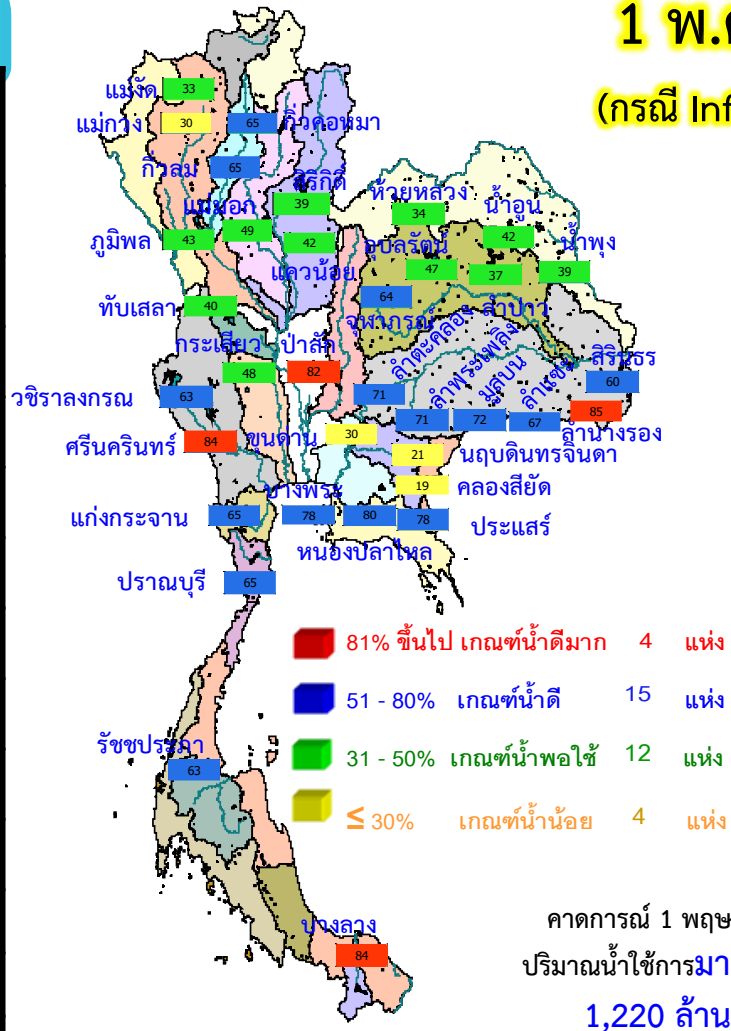 1 พ.ค
(กรณี Inf
แม่งัด 33
แม่กวง 30
65 กิ่วคอหมา
กิ่วลม 65
สิริกิติ์
39
แม่มอก
49
ภูมิพล 43
42
แควน้อย
ห้วยหลวง
34
น้ำอูน
42
น้ำพุง
39
อุบลรัตน์
47
37
ลำปาว
64
จุฬาภรณ์
ทับเสลา 40
กระเสียว
48
ป่าสัก
82
ลำตะคอง
71
ลำพระเพลิง
71
มูลบน
72
ลำแชะ
67
สิรินธร
60
85
ลำนางรอง
วชิราลงกรณ 63
ศรีนครินทร์ 84
ขุนด่าน 30
21 นฤบดินทรจินดา
19 คลองสียัด
บางพระ
แก่งกระจาน 65
78
80
78 ประแสร์
หนองปลาไหล
ปราณบุรี 65
81% ขึ้นไป เกณฑ์น้ำดีมาก 4 แห่ง
51 - 80% เกณฑ์น้ำดี 15 แห่ง
31 - 50% เกณฑ์น้ำพอใช้ 12 แห่ง
≤ 30% เกณฑ์น้ำน้อย 4 แห่ง
รัชชประภา
63
บางลาง
84
คาดการณ์ 1 พฤษ
ปริมาณน้ำใช้การมา
1,220 ล้าน